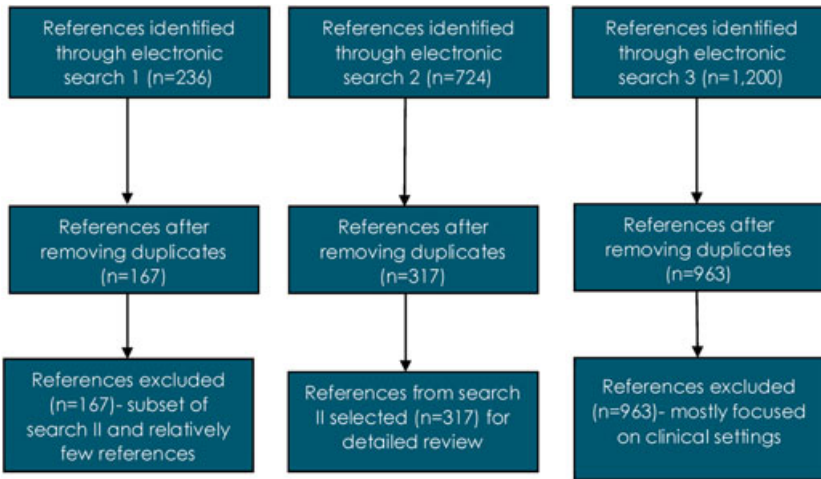 References identified
through electronic
search 1 (n=236)
References identified
through electronic
search 2 (n=724)
References identified
through electronic
search 3 (n=1,200)
References after
removing duplicates
(n=167)
References after
removing duplicates
(n=317)
References after
removing duplicates
(n=963)
References excluded
(n=167)- subset of
search II and relatively
few references
References from search
II selected (n=317) for
detailed review
References excluded
(n=963)- mostly focused
on clinical settings